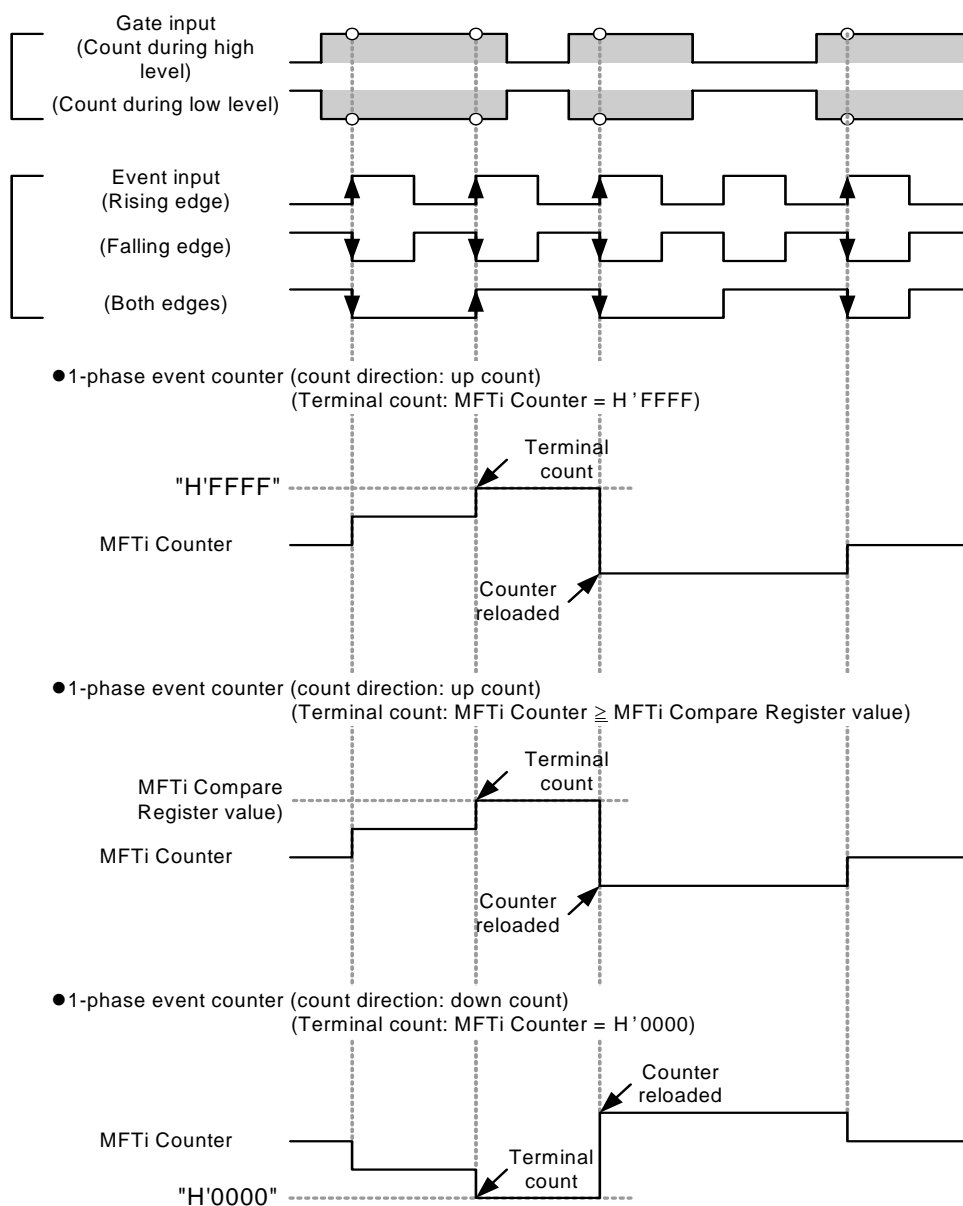 Gate input
(Count during high
level)
(Count during low level)
Event input
(Rising edge)
(Falling edge)
(Both edges)
●1-phase event counter (count direction: up count)
(Terminal count: MFTi Counter = H'FFFF)
Terminal
count
"H'FFFF"
MFTi Counter
Counter
reloaded
●1-phase event counter (count direction: up count)
(Terminal count: MFTi Counter ≧ MFTi Compare Register value)
Terminal
count
MFTi Compare
Register value)
MFTi Counter
Counter
reloaded
●1-phase event counter (count direction: down count)
(Terminal count: MFTi Counter = H'0000)
Counter
reloaded
MFTi Counter
Terminal
count
"H'0000"